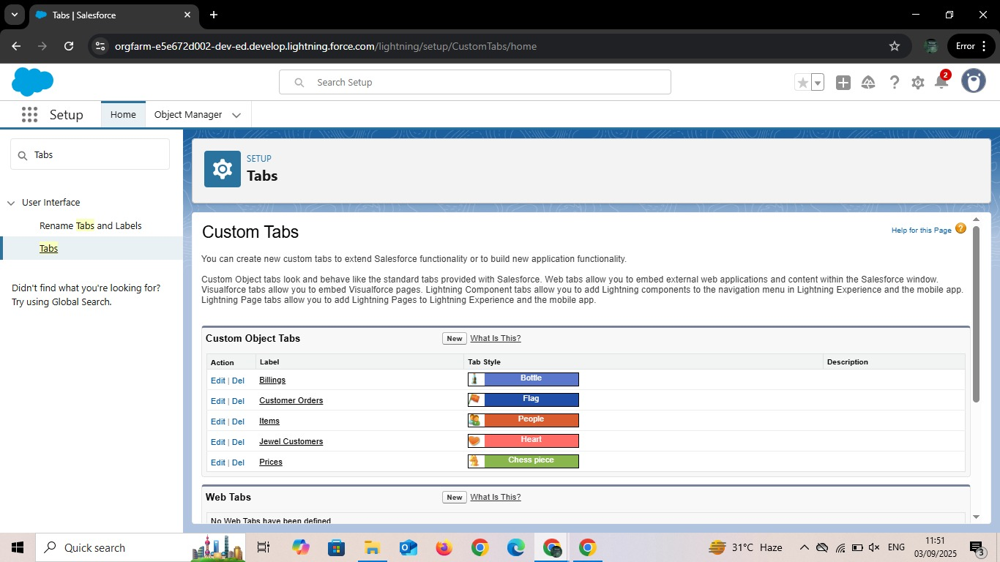 Tabs | Salesforce
orgfarm-e5e672d002-dev-ed.develop.lightning.force.com/lightning/setup/CustomTabs/home
Error
Search Setup
2
Setup
Home
Object Manager
Tabs
SETUP
Tabs
User Interface
Rename Tabs and Labels
Tabs
Didn't find what you're looking for?
Try using Global Search.
Custom Tabs
Help for this Page
?
You can create new custom tabs to extend Salesforce functionality or to build new application functionality.
Custom Object tabs look and behave like the standard tabs provided with Salesforce. Web tabs allow you to embed external web applications and content within the Salesforce window.
Visualforce tabs allow you to embed Visualforce pages. Lightning Component tabs allow you to add Lightning components to the navigation menu in Lightning Experience and the mobile app.
Lightning Page tabs allow you to add Lightning Pages to Lightning Experience and the mobile app.
Custom Object Tabs
New
What Is This?
Action Label Tab Style Description
Edit | Del Billings Bottle
Edit | Del Customer Orders Flag
Edit | Del Items People
Edit | Del Jewel Customers Heart
Edit | Del Prices Chess piece
Web Tabs
New
What Is This?
No Web Tabs have been defined
Quick search
31°C Haze
ENG
11:51
03/09/2025
3